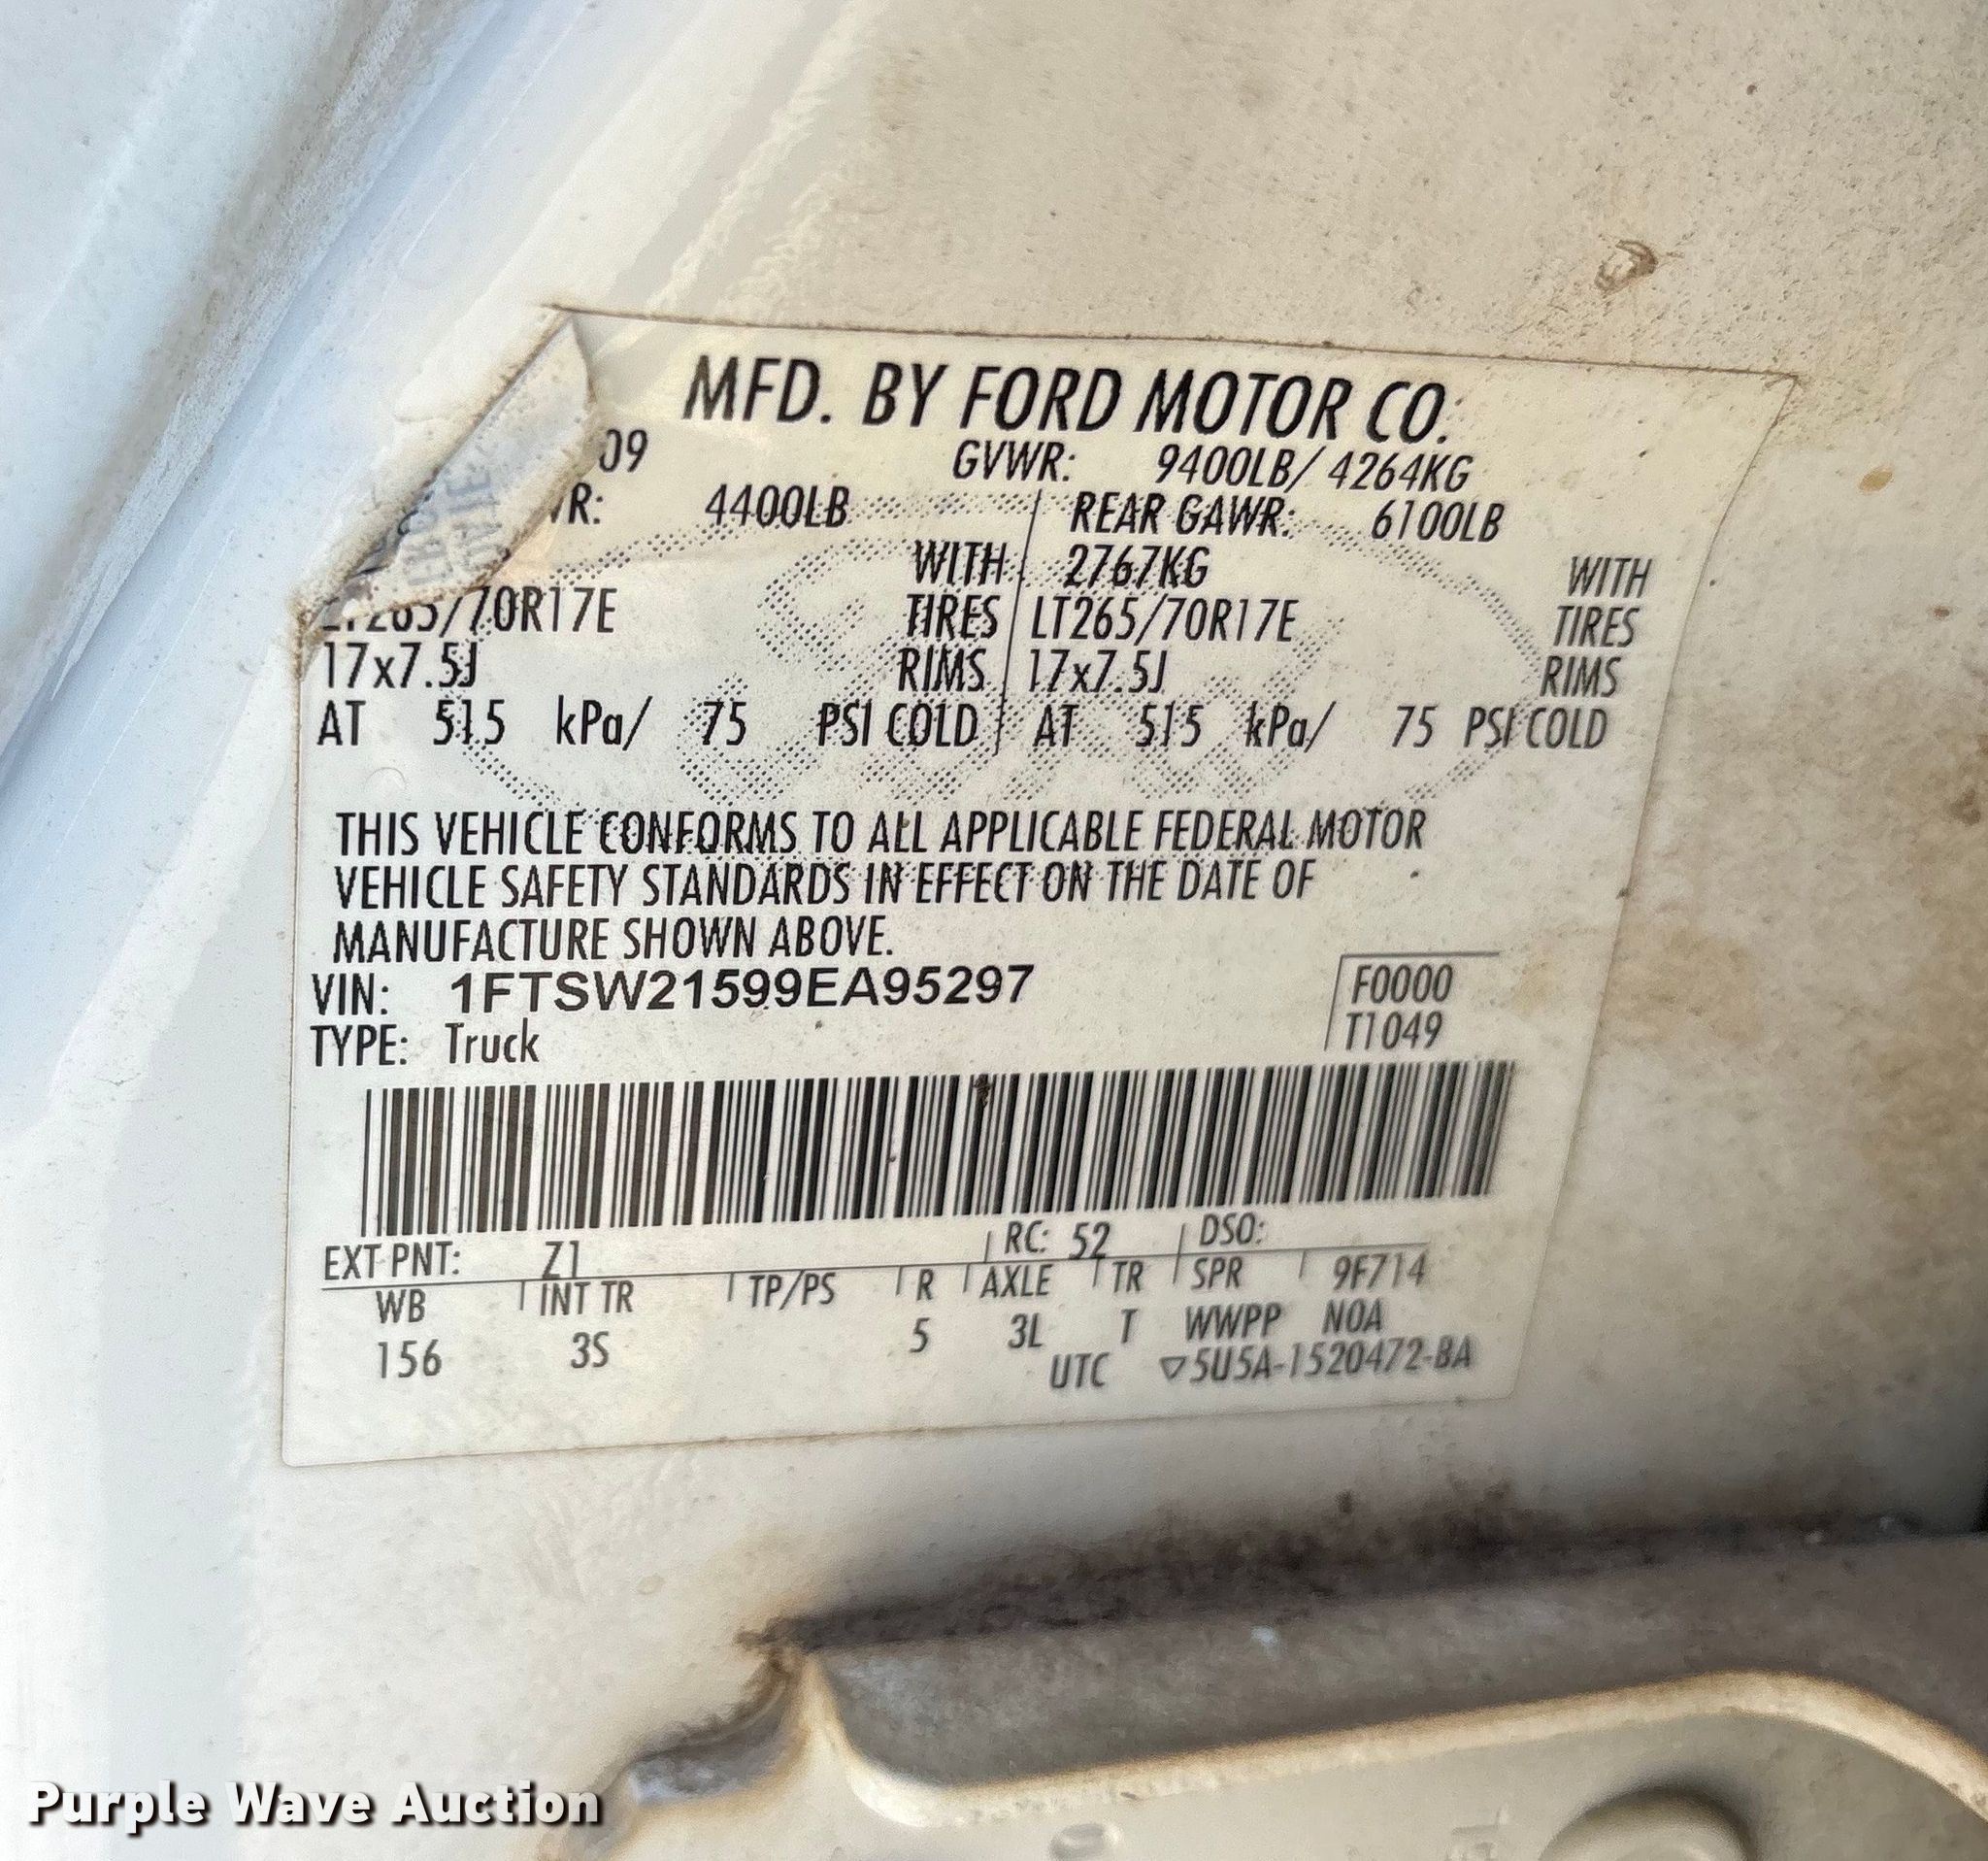 MFD. BY FORD MOTOR CO.
09 GVWR: 9400LB/ 4264KG
WR: 4400LB REAR GAWR: 6100LB
WITH 2767KG WITH
LT265/70R17E TIRES LT265/70R17E TIRES
17x7.5J RIMS 17x7.5J RIMS
AT 515 kPa/ 75 PSI COLD AT 515 kPa/ 75 PSI COLD
THIS VEHICLE CONFORMS TO ALL APPLICABLE FEDERAL MOTOR
VEHICLE SAFETY STANDARDS IN EFFECT ON THE DATE OF
MANUFACTURE SHOWN ABOVE.
VIN: 1FTSW21599EA95297 F0000
TYPE: Truck T1049
EXT PNT: Z1 RC: 52 DSO:
WB INT TR TP/PS R AXLE TR SPR 9F714
156 3S 5 3L T WWPP NOA
UTC ▽5U5A-1520472-BA
Purple Wave Auction